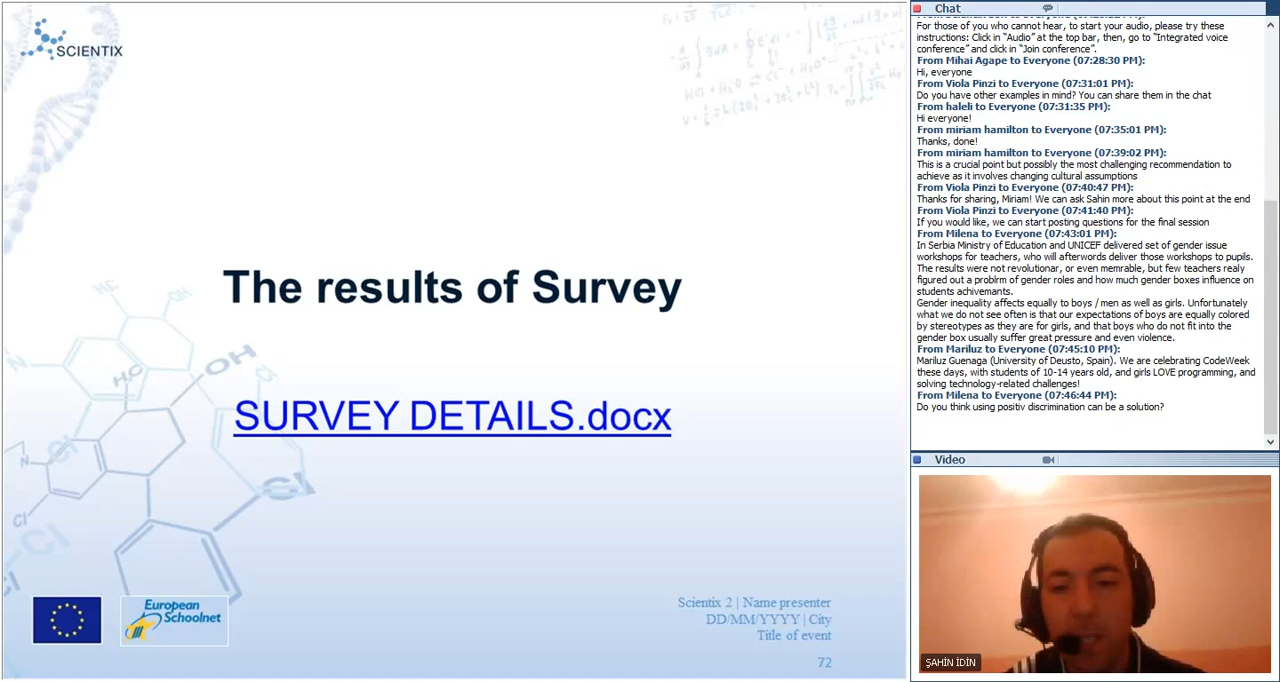 SCIENTIX
The results of Survey
SURVEY DETAILS.docx
HC
OH
N
H₃C
OH
Cl
N
Cl
Cl
European
Schoolnet
Scientix 2 | Name presenter
DD/MM/YYYY | City
Title of event
72
Chat
For those of you who cannot hear, to start your audio, please try these
instructions: Click in “Audio” at the top bar, then, go to “Integrated voice
conference” and click in “Join conference”.
From Mihai Agape to Everyone (07:28:30 PM):
Hi, everyone
From Viola Pinzi to Everyone (07:31:01 PM):
Do you have other examples in mind? You can share them in the chat
From haleli to Everyone (07:31:35 PM):
Hi everyone!
From miriam hamilton to Everyone (07:35:01 PM):
Thanks, done!
From miriam hamilton to Everyone (07:39:02 PM):
This is a crucial point but possibly the most challenging recommendation to
achieve as it involves changing cultural assumptions
From Viola Pinzi to Everyone (07:40:47 PM):
Thanks for sharing, Miriam! We can ask Sahin more about this point at the end
From Viola Pinzi to Everyone (07:41:40 PM):
If you would like, we can start posting questions for the final session
From Milena to Everyone (07:43:01 PM):
In Serbia Ministry of Education and UNICEF delivered set of gender issue
workshops for teachers, who will afterwords deliver those workshops to pupils.
The results were not revolutionar, or even memrable, but few teachers realy
figured out a problrm of gender roles and how much gender boxes influence on
students achivemants.
Gender inequality affects equally to boys / men as well as girls. Unfortunately
what we do not see often is that our expectations of boys are equally colored
by stereotypes as they are for girls, and that boys who do not fit into the
gender box usually suffer great pressure and even violence.
From Mariluz to Everyone (07:45:10 PM):
Mariluz Guenaga (University of Deusto, Spain). We are celebrating CodeWeek
these days, with students of 10-14 years old, and girls LOVE programming, and
solving technology-related challenges!
From Milena to Everyone (07:46:44 PM):
Do you think using positiv discrimination can be a solution?
Video
ŞAHİN İDİN